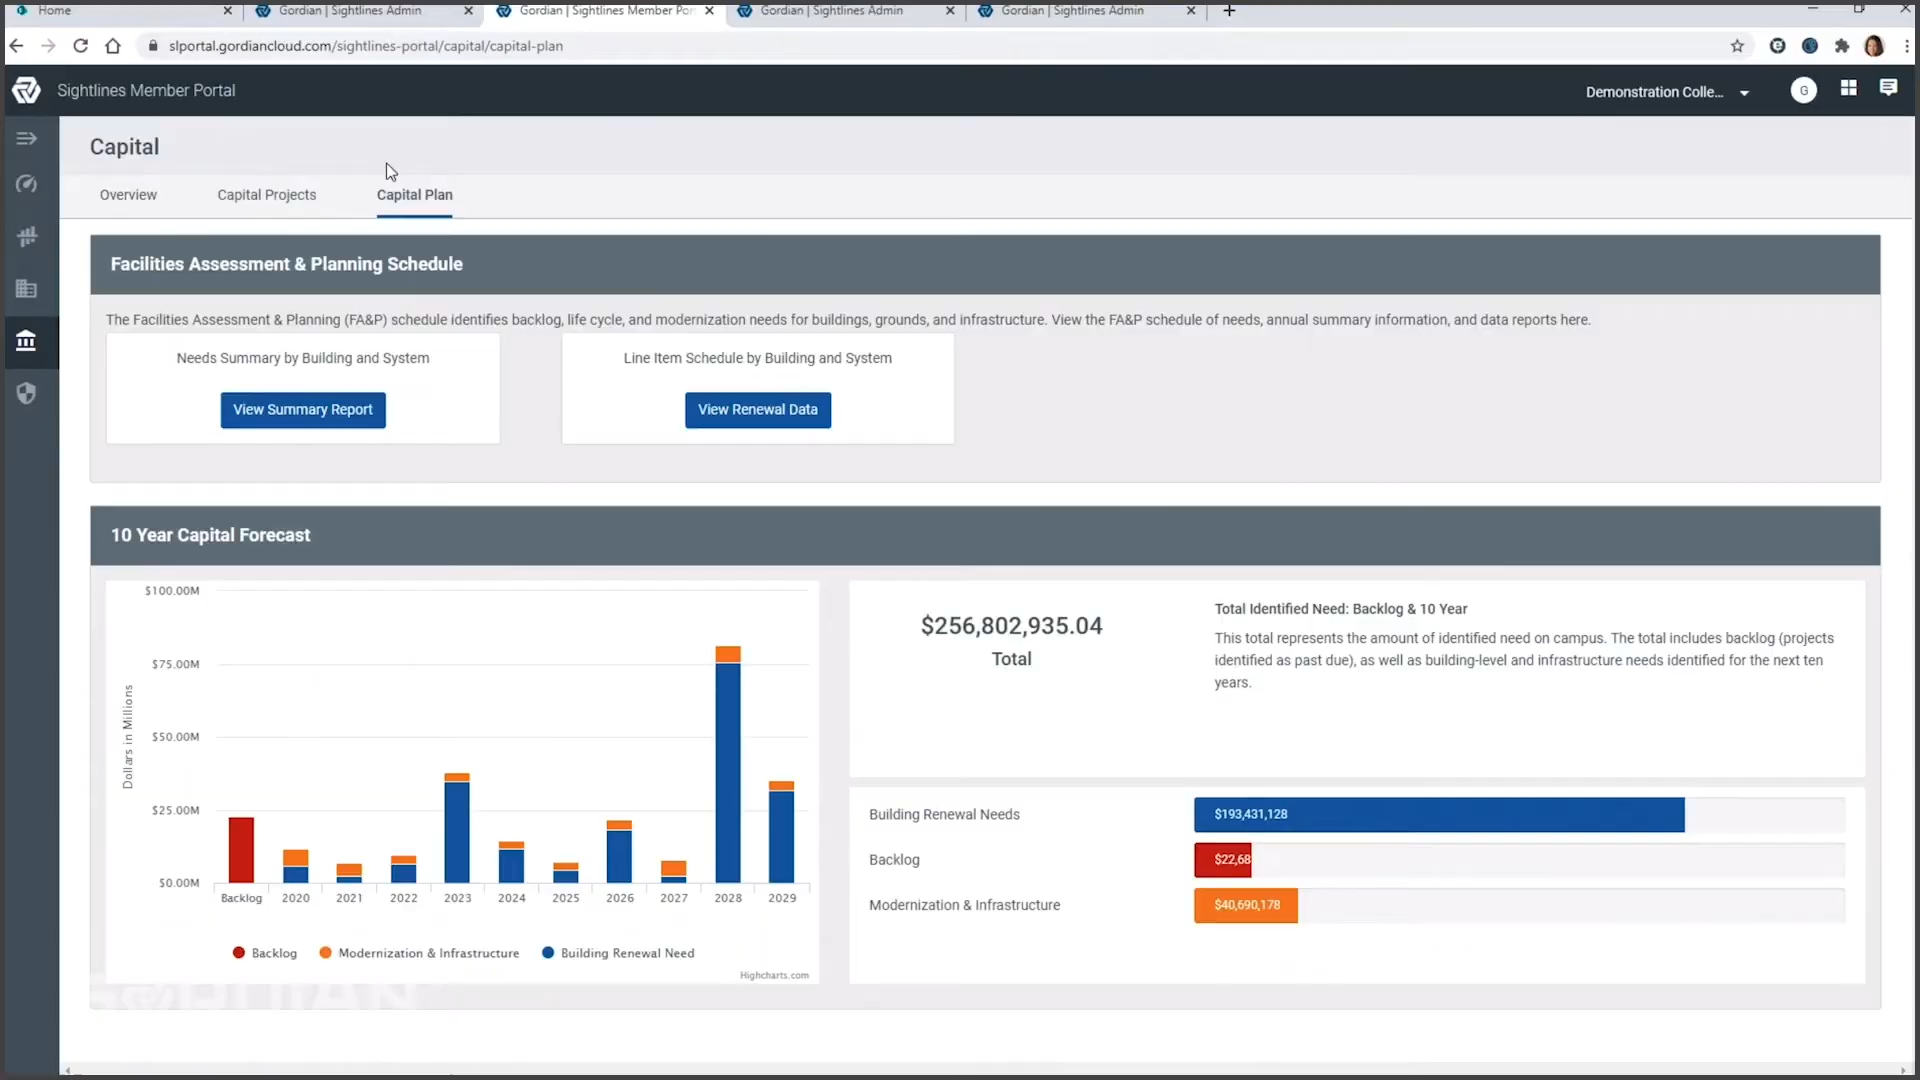 Home
Gordian | Sightlines Admin
Gordian | Sightlines Member Por
Gordian | Sightlines Admin
Gordian | Sightlines Admin
slportal.gordiancloud.com/sightlines-portal/capital/capital-plan
Sightlines Member Portal
Demonstration Colle...
G
Capital
Overview
Capital Projects
Capital Plan
Facilities Assessment & Planning Schedule
The Facilities Assessment & Planning (FA&P) schedule identifies backlog, life cycle, and modernization needs for buildings, grounds, and infrastructure. View the FA&P schedule of needs, annual summary information, and data reports here.
Needs Summary by Building and System
View Summary Report
Line Item Schedule by Building and System
View Renewal Data
10 Year Capital Forecast
$100.00M
$75.00M
$50.00M
$25.00M
$0.00M
Dollars in Millions
Backlog 2020 2021 2022 2023 2024 2025 2026 2027 2028 2029
Backlog Modernization & Infrastructure Building Renewal Need
Highcharts.com
$256,802,935.04
Total
Total Identified Need: Backlog & 10 Year
This total represents the amount of identified need on campus. The total includes backlog (projects
identified as past due), as well as building-level and infrastructure needs identified for the next ten
years.
Building Renewal Needs $193,431,128
Backlog $22,68
Modernization & Infrastructure $40,690,178